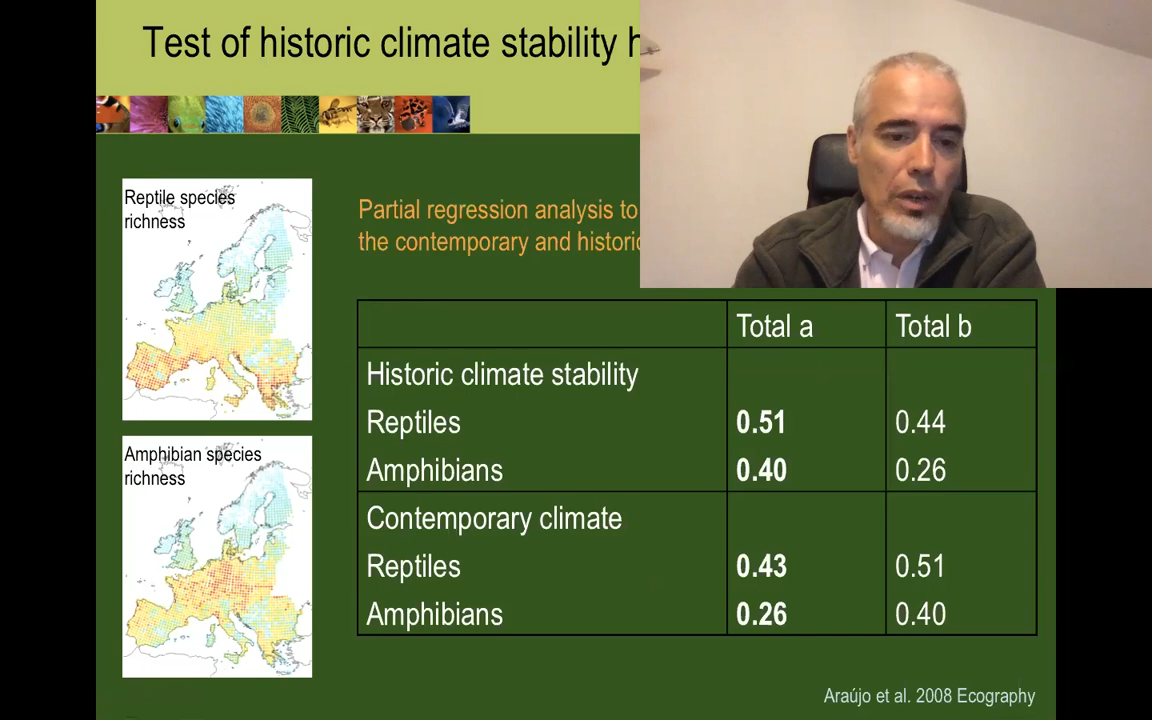 Test of historic climate stability
Reptile species
richness
Partial regression analysis to
the contemporary and
Total a Total b
Historic climate stability
Reptiles 0.51 0.44
Amphibians 0.40 0.26
Contemporary climate
Reptiles 0.43 0.51
Amphibians 0.26 0.40
Amphibian species
richness
Araújo et al. 2008 Ecography